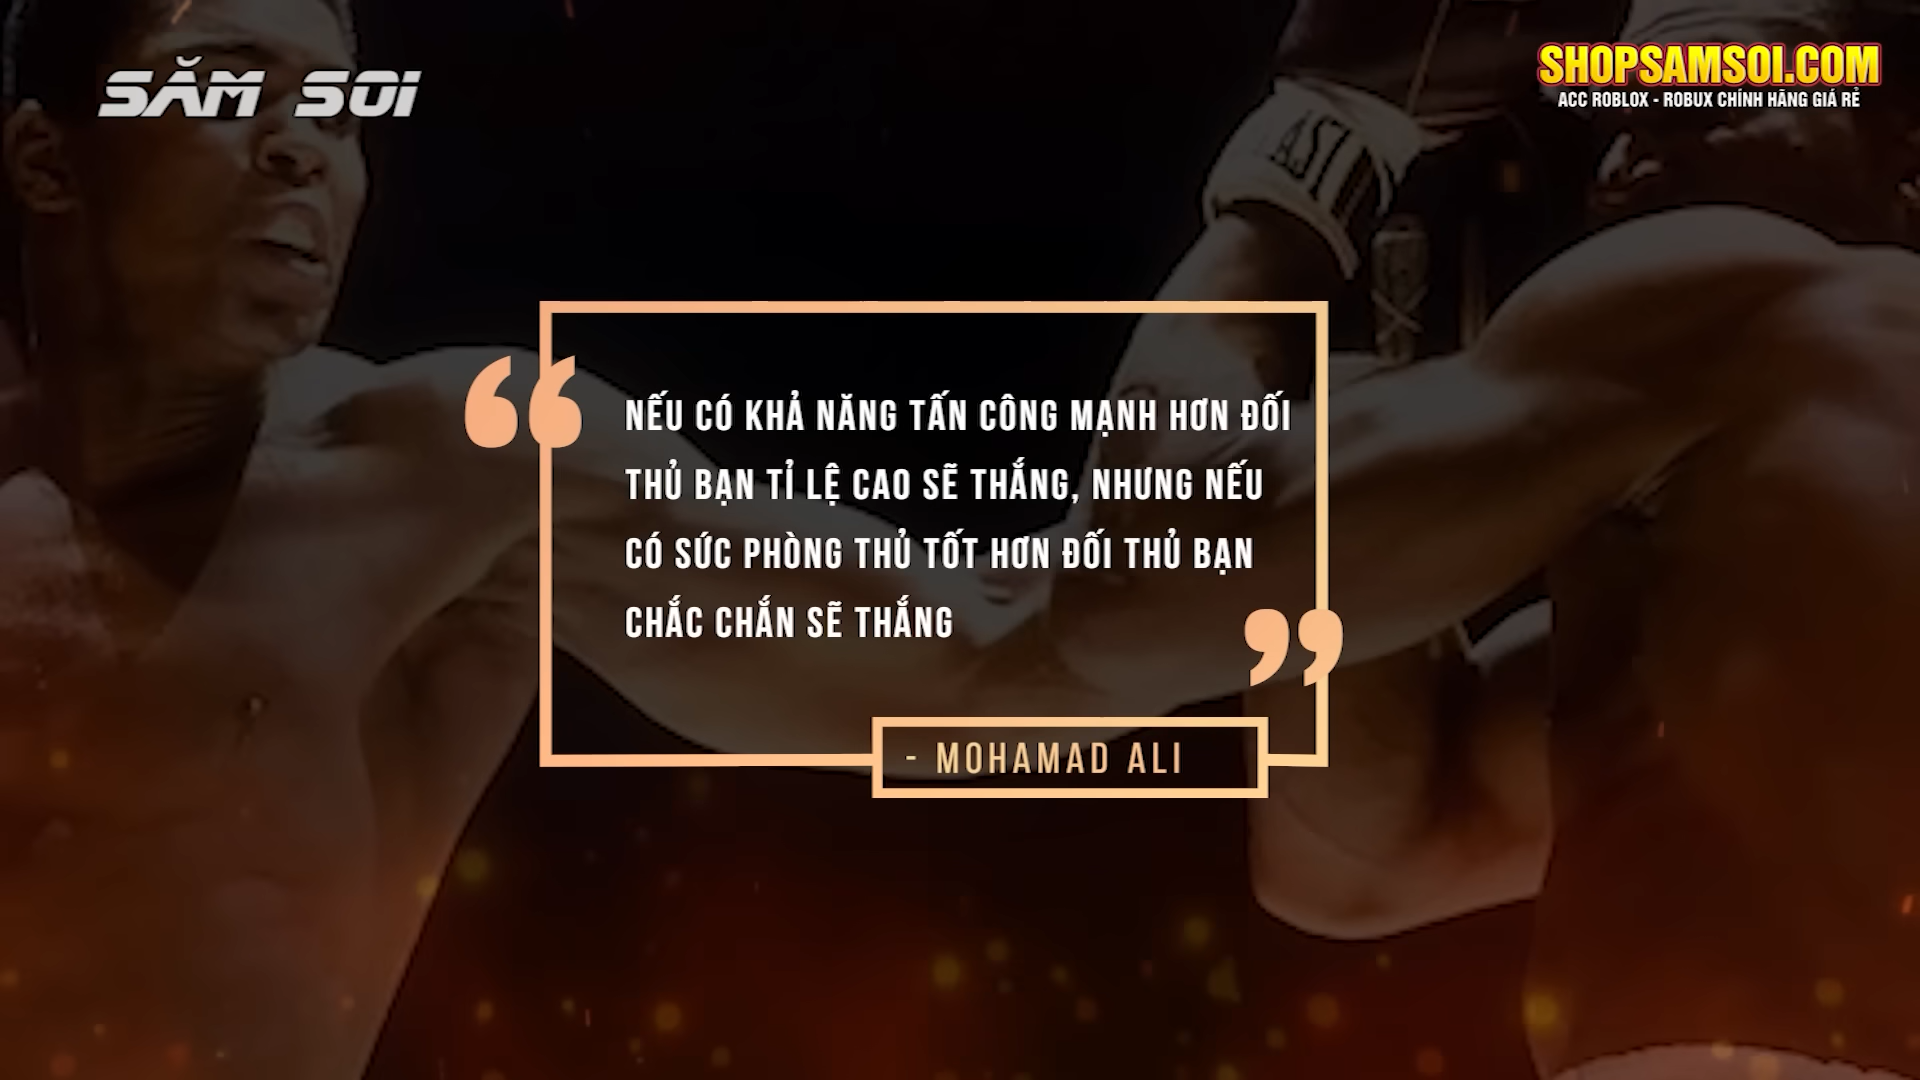 SĂM SOI
SHOPSAMSOI.COM
ACC ROBLOX - ROBUX CHÍNH HÃNG GIÁ RẺ
“
NẾU CÓ KHẢ NĂNG TẤN CÔNG MẠNH HƠN ĐỐI
THỦ BẠN TỈ LỆ CAO SẼ THẮNG, NHƯNG NẾU
CÓ SỨC PHÒNG THỦ TỐT HƠN ĐỐI THỦ BẠN
CHẮC CHẮN SẼ THẮNG
”
- MOHAMAD ALI